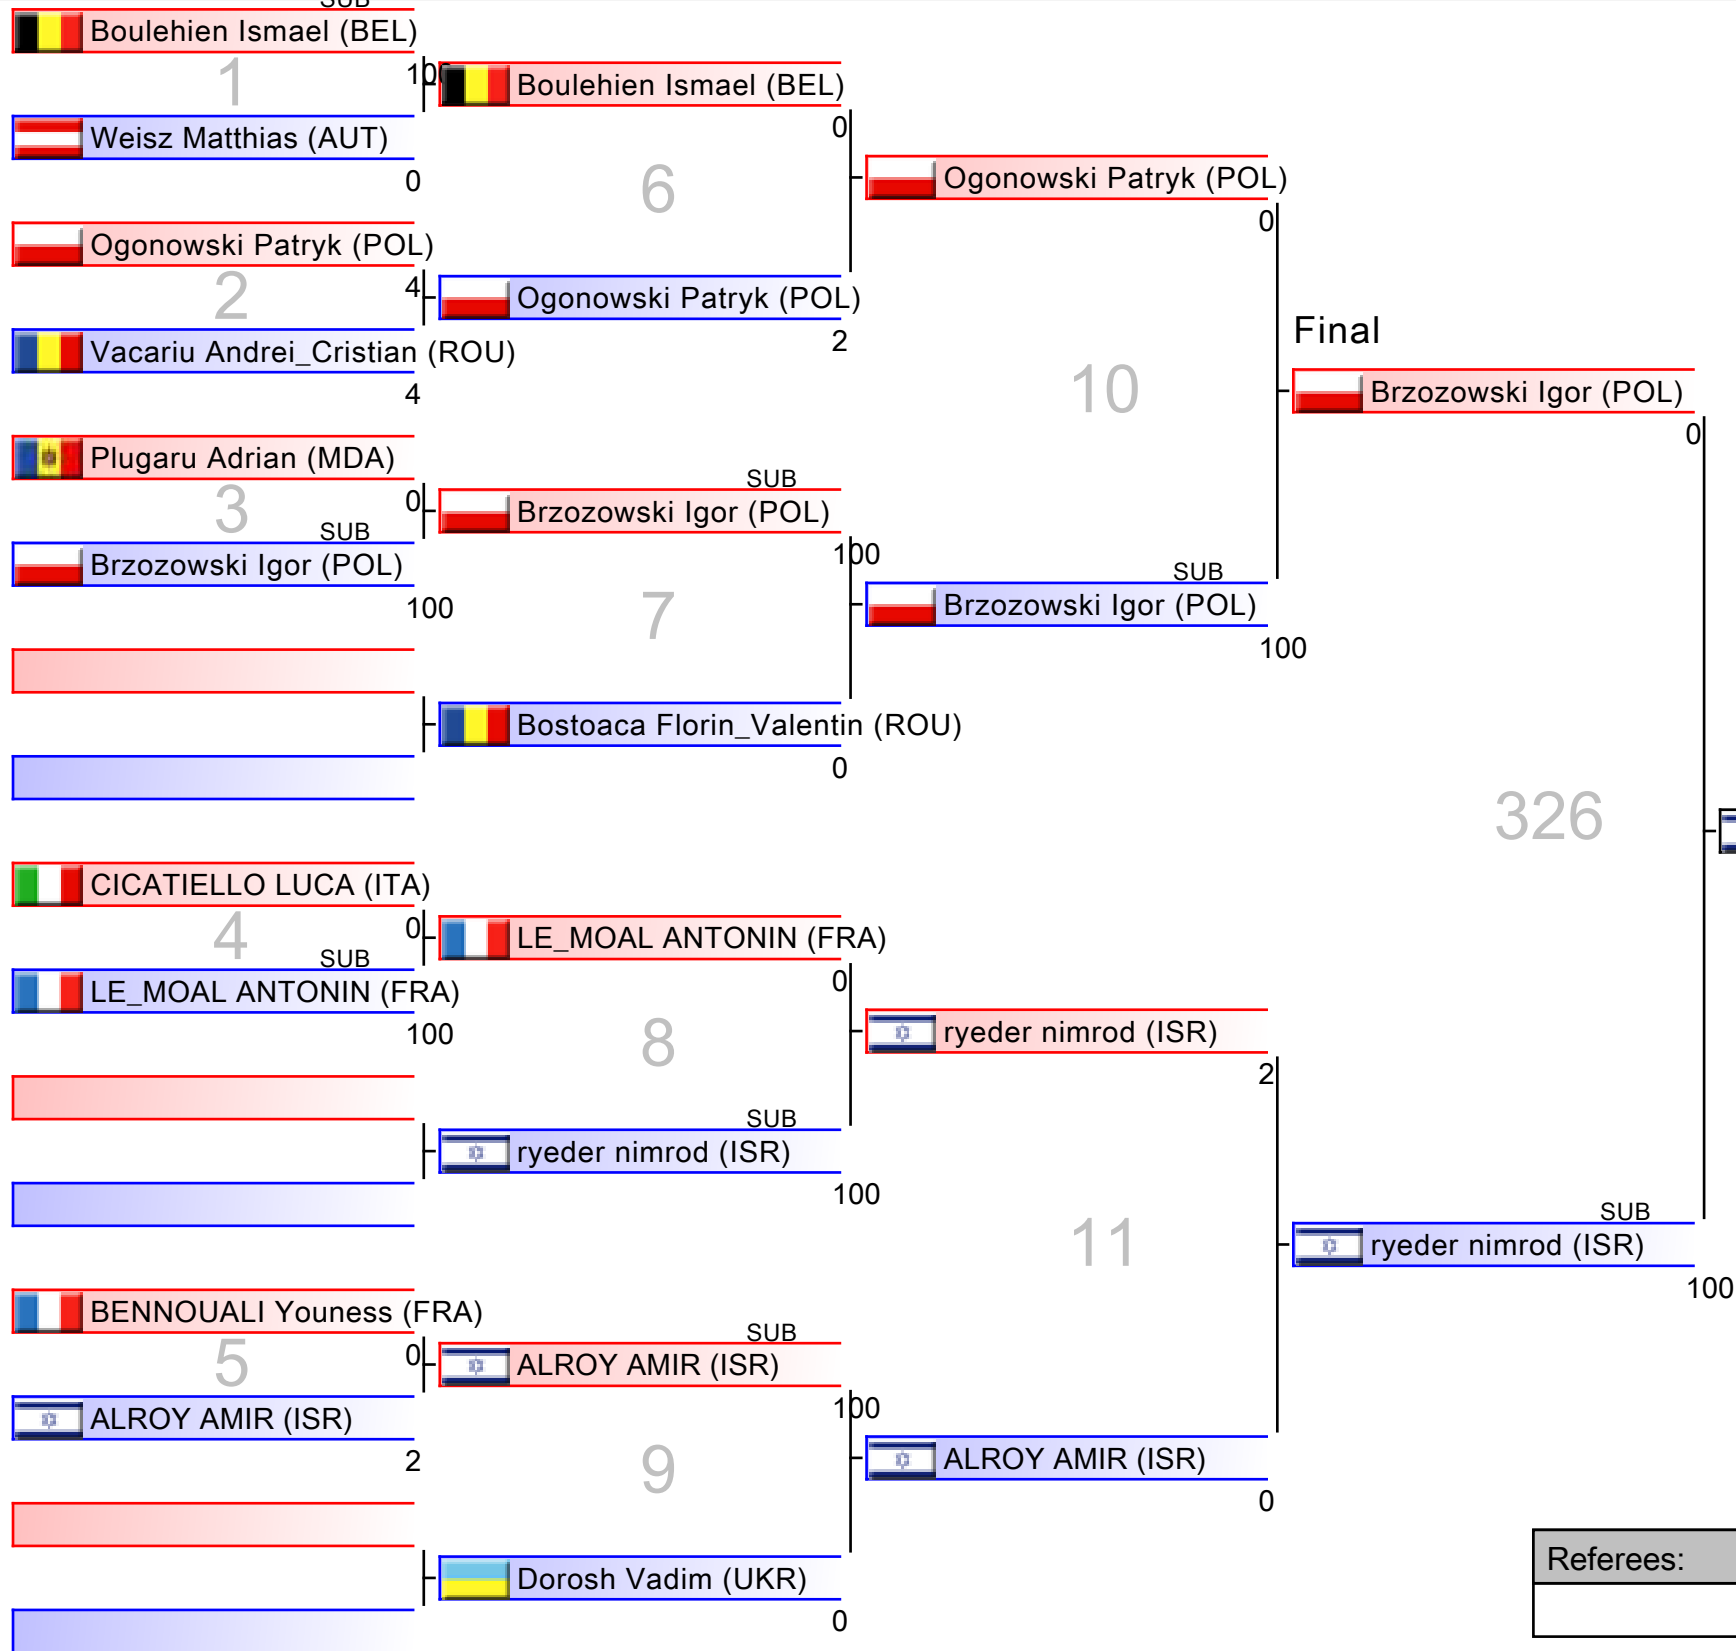 SUB
Boulehien Ismael (BEL)
1
100
Weisz Matthias (AUT)
0
Ogonowski Patryk (POL)
2
4
Vacariu Andrei_Cristian (ROU)
4
Plugaru Adrian (MDA)
3
0
SUB
Brzozowski Igor (POL)
100
CICATIELLO LUCA (ITA)
4
0
SUB
LE_MOAL ANTONIN (FRA)
100
BENNOUALI Youness (FRA)
5
0
ALROY AMIR (ISR)
2
Boulehien Ismael (BEL)
0
6
Ogonowski Patryk (POL)
2
SUB
Brzozowski Igor (POL)
100
7
Bostoaca Florin_Valentin (ROU)
0
LE_MOAL ANTONIN (FRA)
0
8
SUB
ryeder nimrod (ISR)
100
SUB
ALROY AMIR (ISR)
100
9
Dorosh Vadim (UKR)
0
Ogonowski Patryk (POL)
0
10
SUB
Brzozowski Igor (POL)
100
ryeder nimrod (ISR)
2
11
ALROY AMIR (ISR)
0
Final
Brzozowski Igor (POL)
0
326
SUB
ryeder nimrod (ISR)
100
Referees: